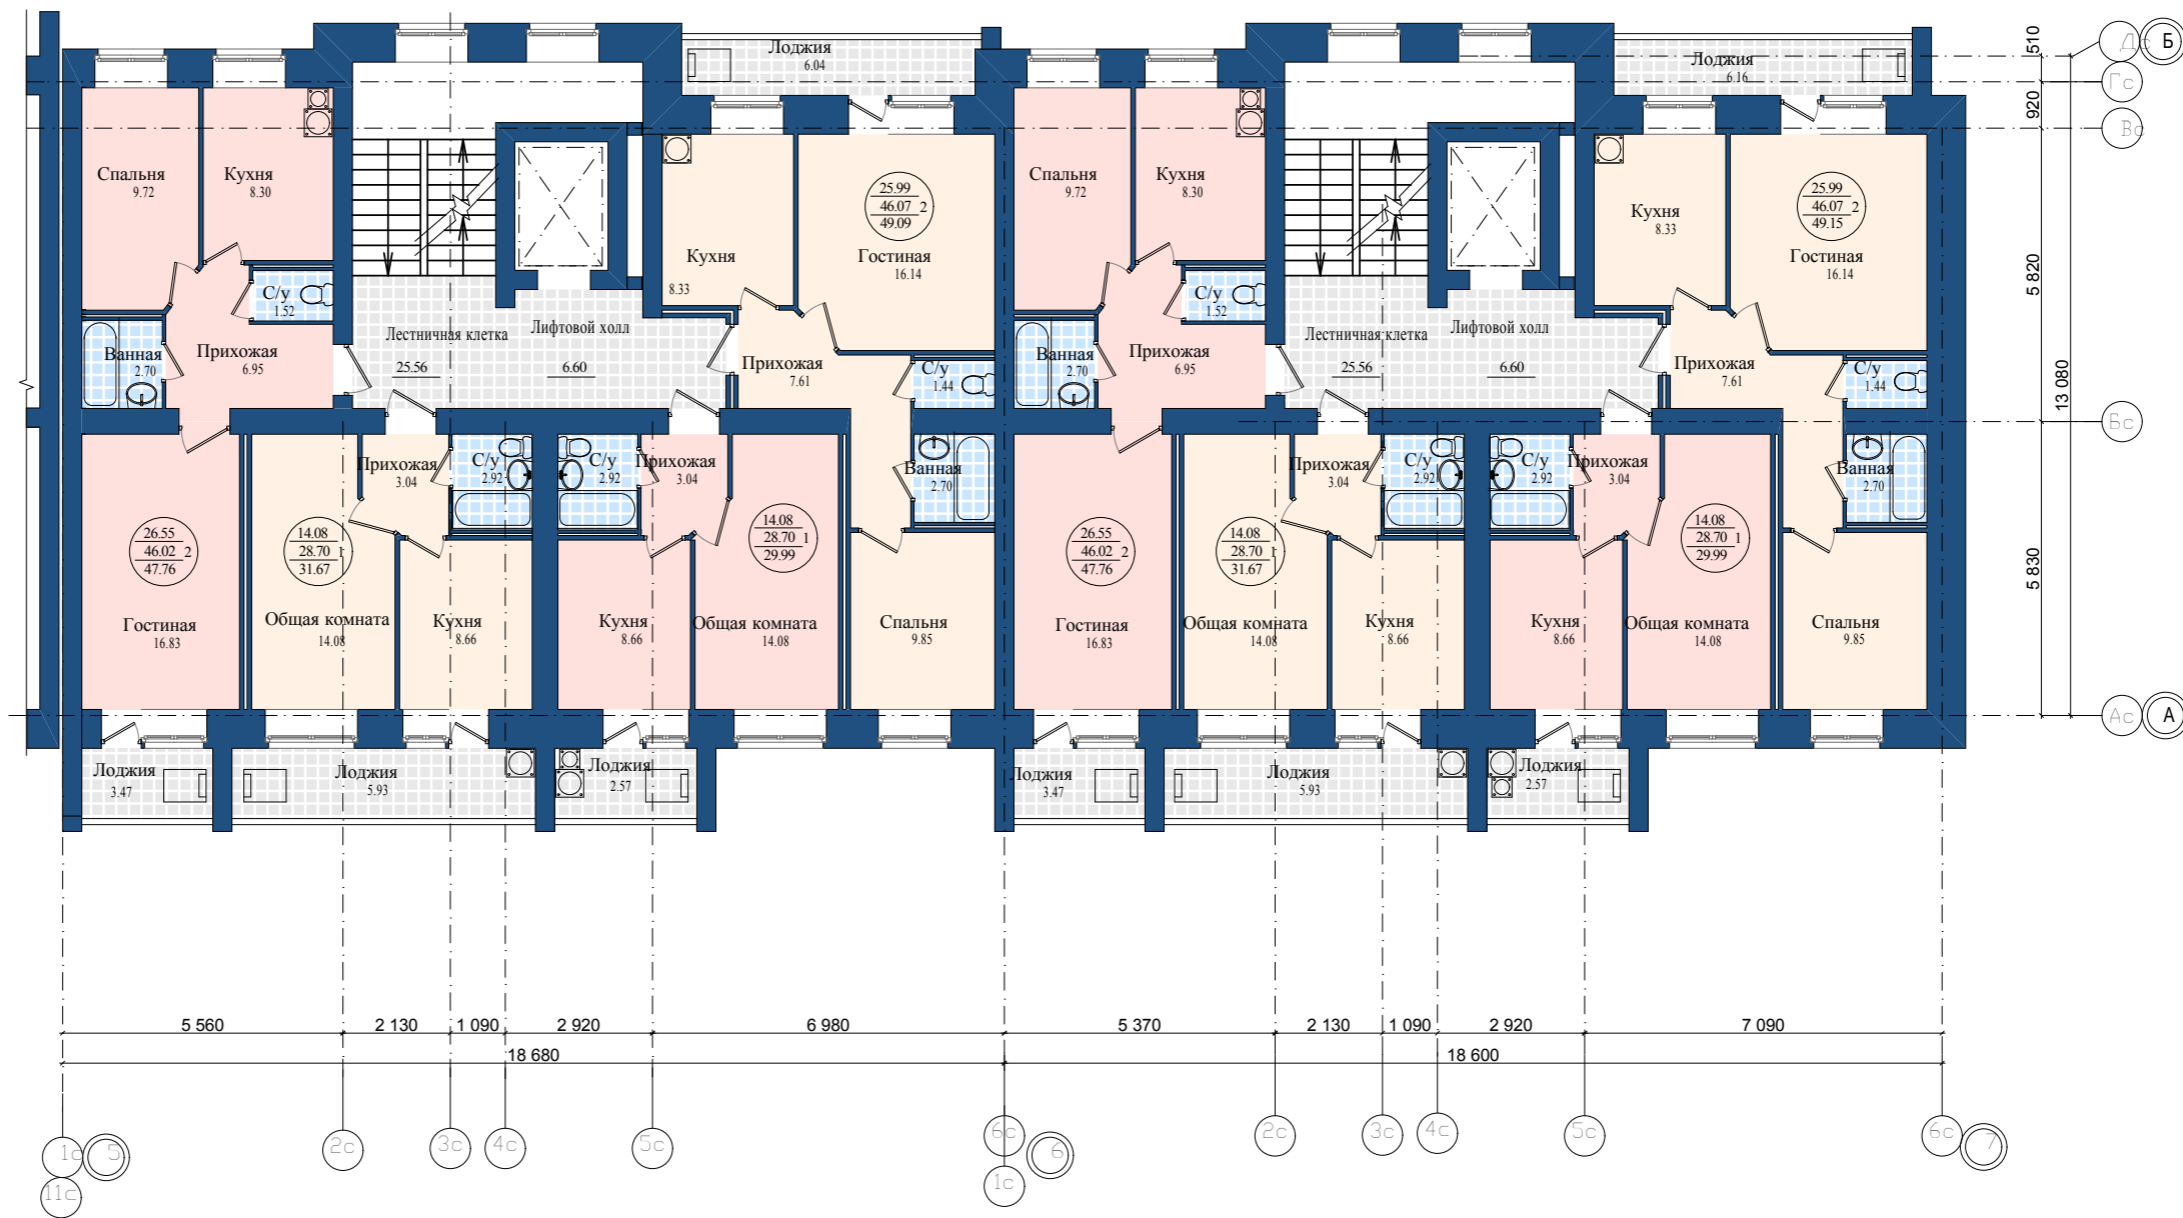 Лоджия
6.04
Лоджия
6.16
Дс
Б
Гс
Вс
510
920
Спальня
9.72
Кухня
8.30
Кухня
8.33
25.99
46.07 2
49.09
Гостиная
16.14
Спальня
9.72
Кухня
8.30
Кухня
8.33
25.99
46.07 2
49.15
Гостиная
16.14
5 820
13 080
С/у
1.52
Ванная
2.70
Прихожая
6.95
Лестничная клетка
25.56
Лифтовой холл
6.60
Прихожая
7.61
С/у
1.44
С/у
1.52
Ванная
2.70
Прихожая
6.95
Лестничная клетка
25.56
Лифтовой холл
6.60
Прихожая
7.61
С/у
1.44
Бс
Прихожая
3.04
С/у
2.92
С/у
2.92
Прихожая
3.04
Ванная
2.70
Прихожая
3.04
С/у
2.92
С/у
2.92
Прихожая
3.04
Ванная
2.70
26.55
46.02 2
47.76
14.08
28.70 1
31.67
14.08
28.70 1
29.99
26.55
46.02 2
47.76
14.08
28.70 1
31.67
14.08
28.70 1
29.99
5 830
Гостиная
16.83
Общая комната
14.08
Кухня
8.66
Кухня
8.66
Общая комната
14.08
Спальня
9.85
Гостиная
16.83
Общая комната
14.08
Кухня
8.66
Кухня
8.66
Общая комната
14.08
Спальня
9.85
Ас
А
Лоджия
3.47
Лоджия
5.93
Лоджия
2.57
Лоджия
3.47
Лоджия
5.93
Лоджия
2.57
5 560
2 130
1 090
2 920
6 980
5 370
2 130
1 090
2 920
7 090
18 680
18 600
1с
5
2с
3с
4с
5с
6с
6
2с
3с
4с
5с
6с
7
11с
1с